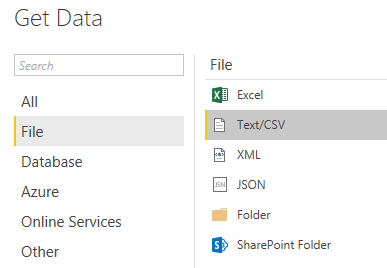 Get Data
Search
All
File
Database
Azure
Online Services
Other
File
Excel
Text/CSV
XML
JSON
Folder
SharePoint Folder